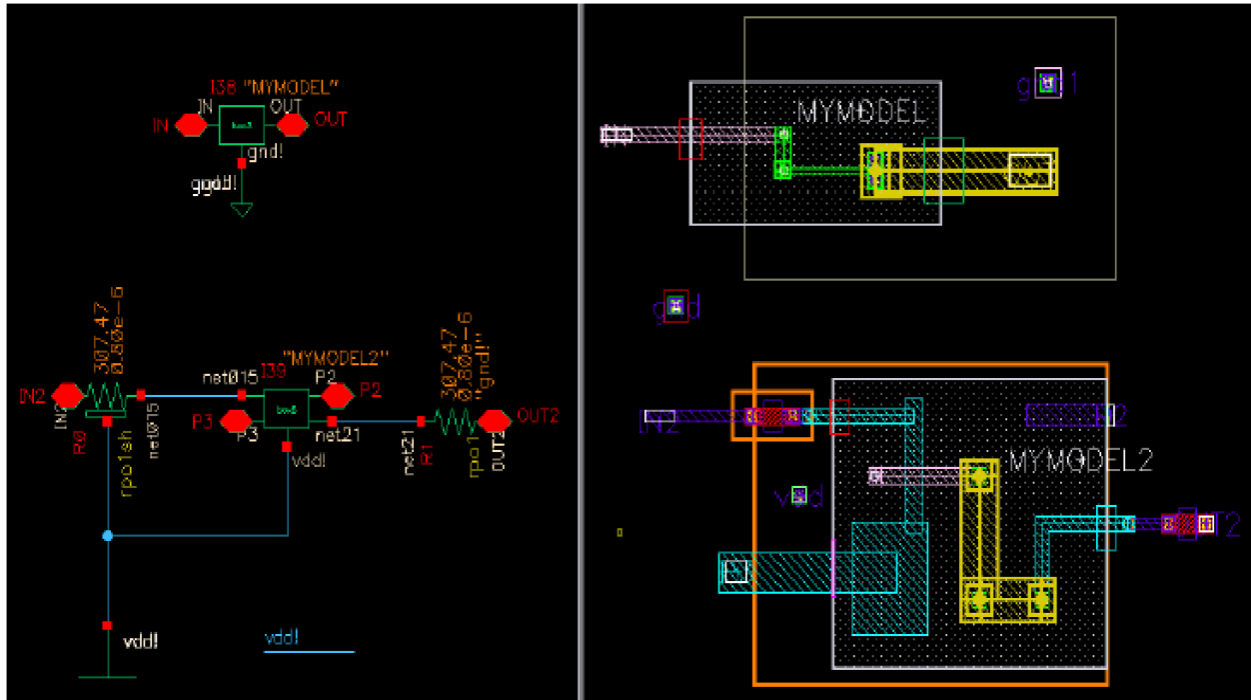 I38 "MYMODEL"
IN
OUT
IN
OUT
gnd!
MYMODEL
307.47
0.80e-6
307.47
0.80e-6
"gnd!"
"MYMODEL2"
I39
net015
P2
IN2
P2
P3
P3
OUT2
IN2
R0
rpo1sh
net015
net21
vdd!
net21
R1
rpo1
OUT2
MYMODEL2
vdd
T2
vdd!
vdd!